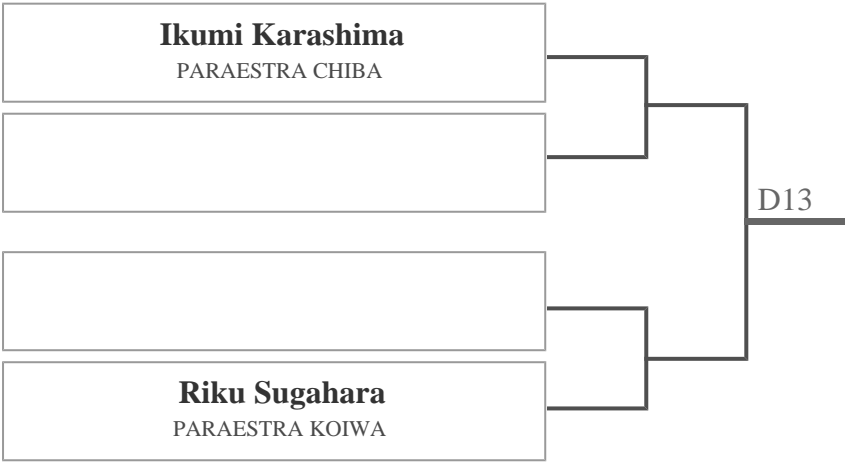 Ikumi Karashima
PARAESTRA CHIBA
D13
Riku Sugahara
PARAESTRA KOIWA